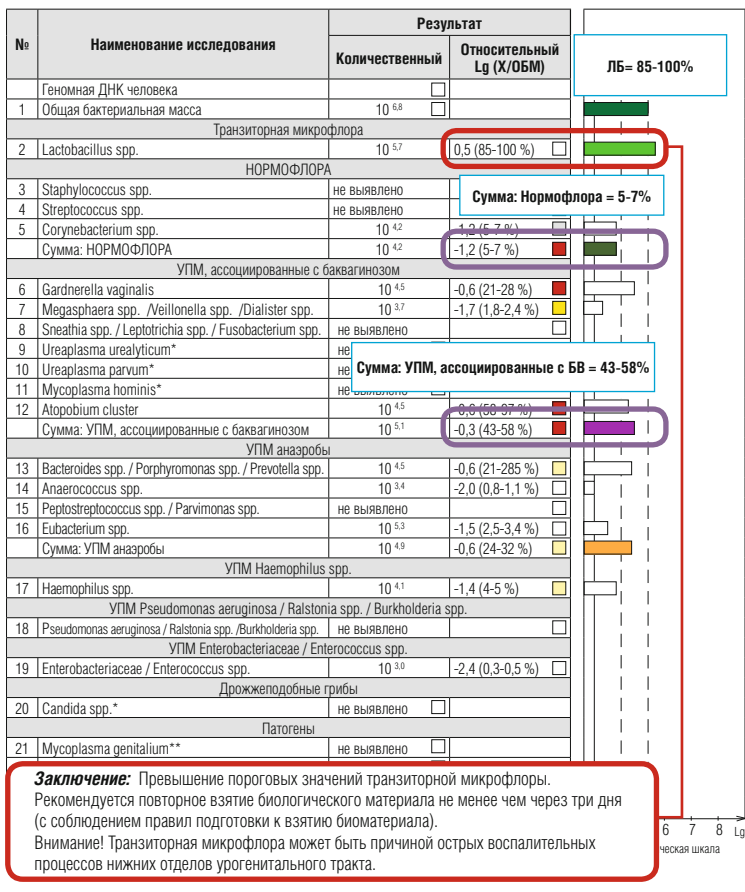 № Наименование исследования Результат
Количественный Относительный Lg (X/ОБМ)
ЛБ= 85-100%
Геномная ДНК человека
1 Общая бактериальная масса 10 6,8
Транзиторная микрофлора
2 Lactobacillus spp. 10 5,7 0,5 (85-100 %)
НОРМОФЛОРА
3 Staphylococcus spp. не выявлено
Сумма: Нормофлора = 5-7%
4 Streptococcus spp. не выявлено
5 Corynebacterium spp. 10 4,2 -1,2 (5-7 %)
Сумма: НОРМОФЛОРА 10 4,2 -1,2 (5-7 %)
УПМ, ассоциированные с баквагинозом
6 Gardnerella vaginalis 10 4,5 -0,6 (21-28 %)
7 Megasphaera spp. /Veillonella spp. /Dialister spp. 10 3,7 -1,7 (1,8-2,4 %)
8 Sneathia spp. / Leptotrichia spp. / Fusobacterium spp. не выявлено
9 Ureaplasma urealyticum* не
10 Ureaplasma parvum* не
Сумма: УПМ, ассоциированные с БВ = 43-58%
11 Mycoplasma hominis* не выявлено
12 Atopobium cluster 10 4,5
Сумма: УПМ, ассоциированные с баквагинозом 10 5,1 -0,3 (43-58 %)
УПМ анаэробы
13 Bacteroides spp. / Porphyromonas spp. / Prevotella spp. 10 4,5 -0,6 (21-285 %)
14 Anaerococcus spp. 10 3,4 -2,0 (0,8-1,1 %)
15 Peptostreptococcus spp. / Parvimonas spp. не выявлено
16 Eubacterium spp. 10 5,3 -1,5 (2,5-3,4 %)
Сумма: УПМ анаэробы 10 4,9 -0,6 (24-32 %)
УПМ Haemophilus spp.
17 Haemophilus spp. 10 4,1 -1,4 (4-5 %)
УПМ Pseudomonas aeruginosa / Ralstonia spp. / Burkholderia spp.
18 Pseudomonas aeruginosa / Ralstonia spp. /Burkholderia spp. не выявлено
УПМ Enterobacteriaceae / Enterococcus spp.
19 Enterobacteriaceae / Enterococcus spp. 10 3,0 -2,4 (0,3-0,5 %)
Дрожжеподобные грибы
20 Candida spp.* не выявлено
Патогены
21 Mycoplasma genitalium** не выявлено
Заключение: Превышение пороговых значений транзиторной микрофлоры.
Рекомендуется повторное взятие биологического материала не менее чем через три дня
(с соблюдением правил подготовки к взятию биоматериала).
Внимание! Транзиторная микрофлора может быть причиной острых воспалительных
процессов нижних отделов урогенитального тракта.
6 7 8 Lg
ческая шкала